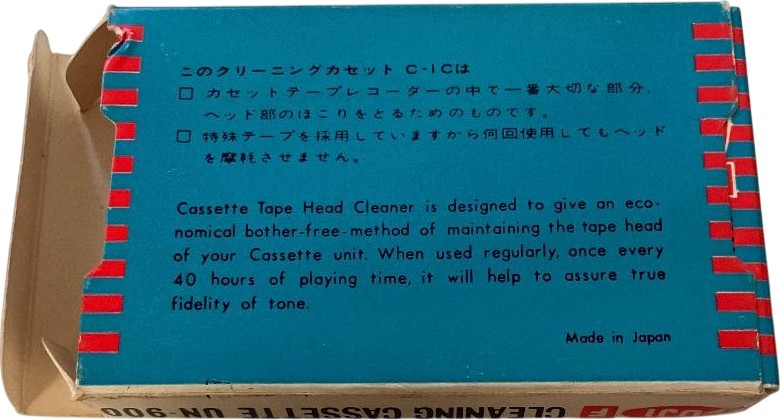 このクリーニングカセット C-1Cは
□ カセットテープレコーダーの中で一番大切な部分、
ヘッド部のほこりをとるためのものです。
□ 特殊テープを採用していますから何回使用してもヘッド
を摩耗させません。
Cassette Tape Head Cleaner is designed to give an eco-
nomical bother-free-method of maintaining the tape head
of your Cassette unit. When used regularly, once every
40 hours of playing time, it will help to assure true
fidelity of tone.
Made in Japan
CLEANING CASSETTE UN-900